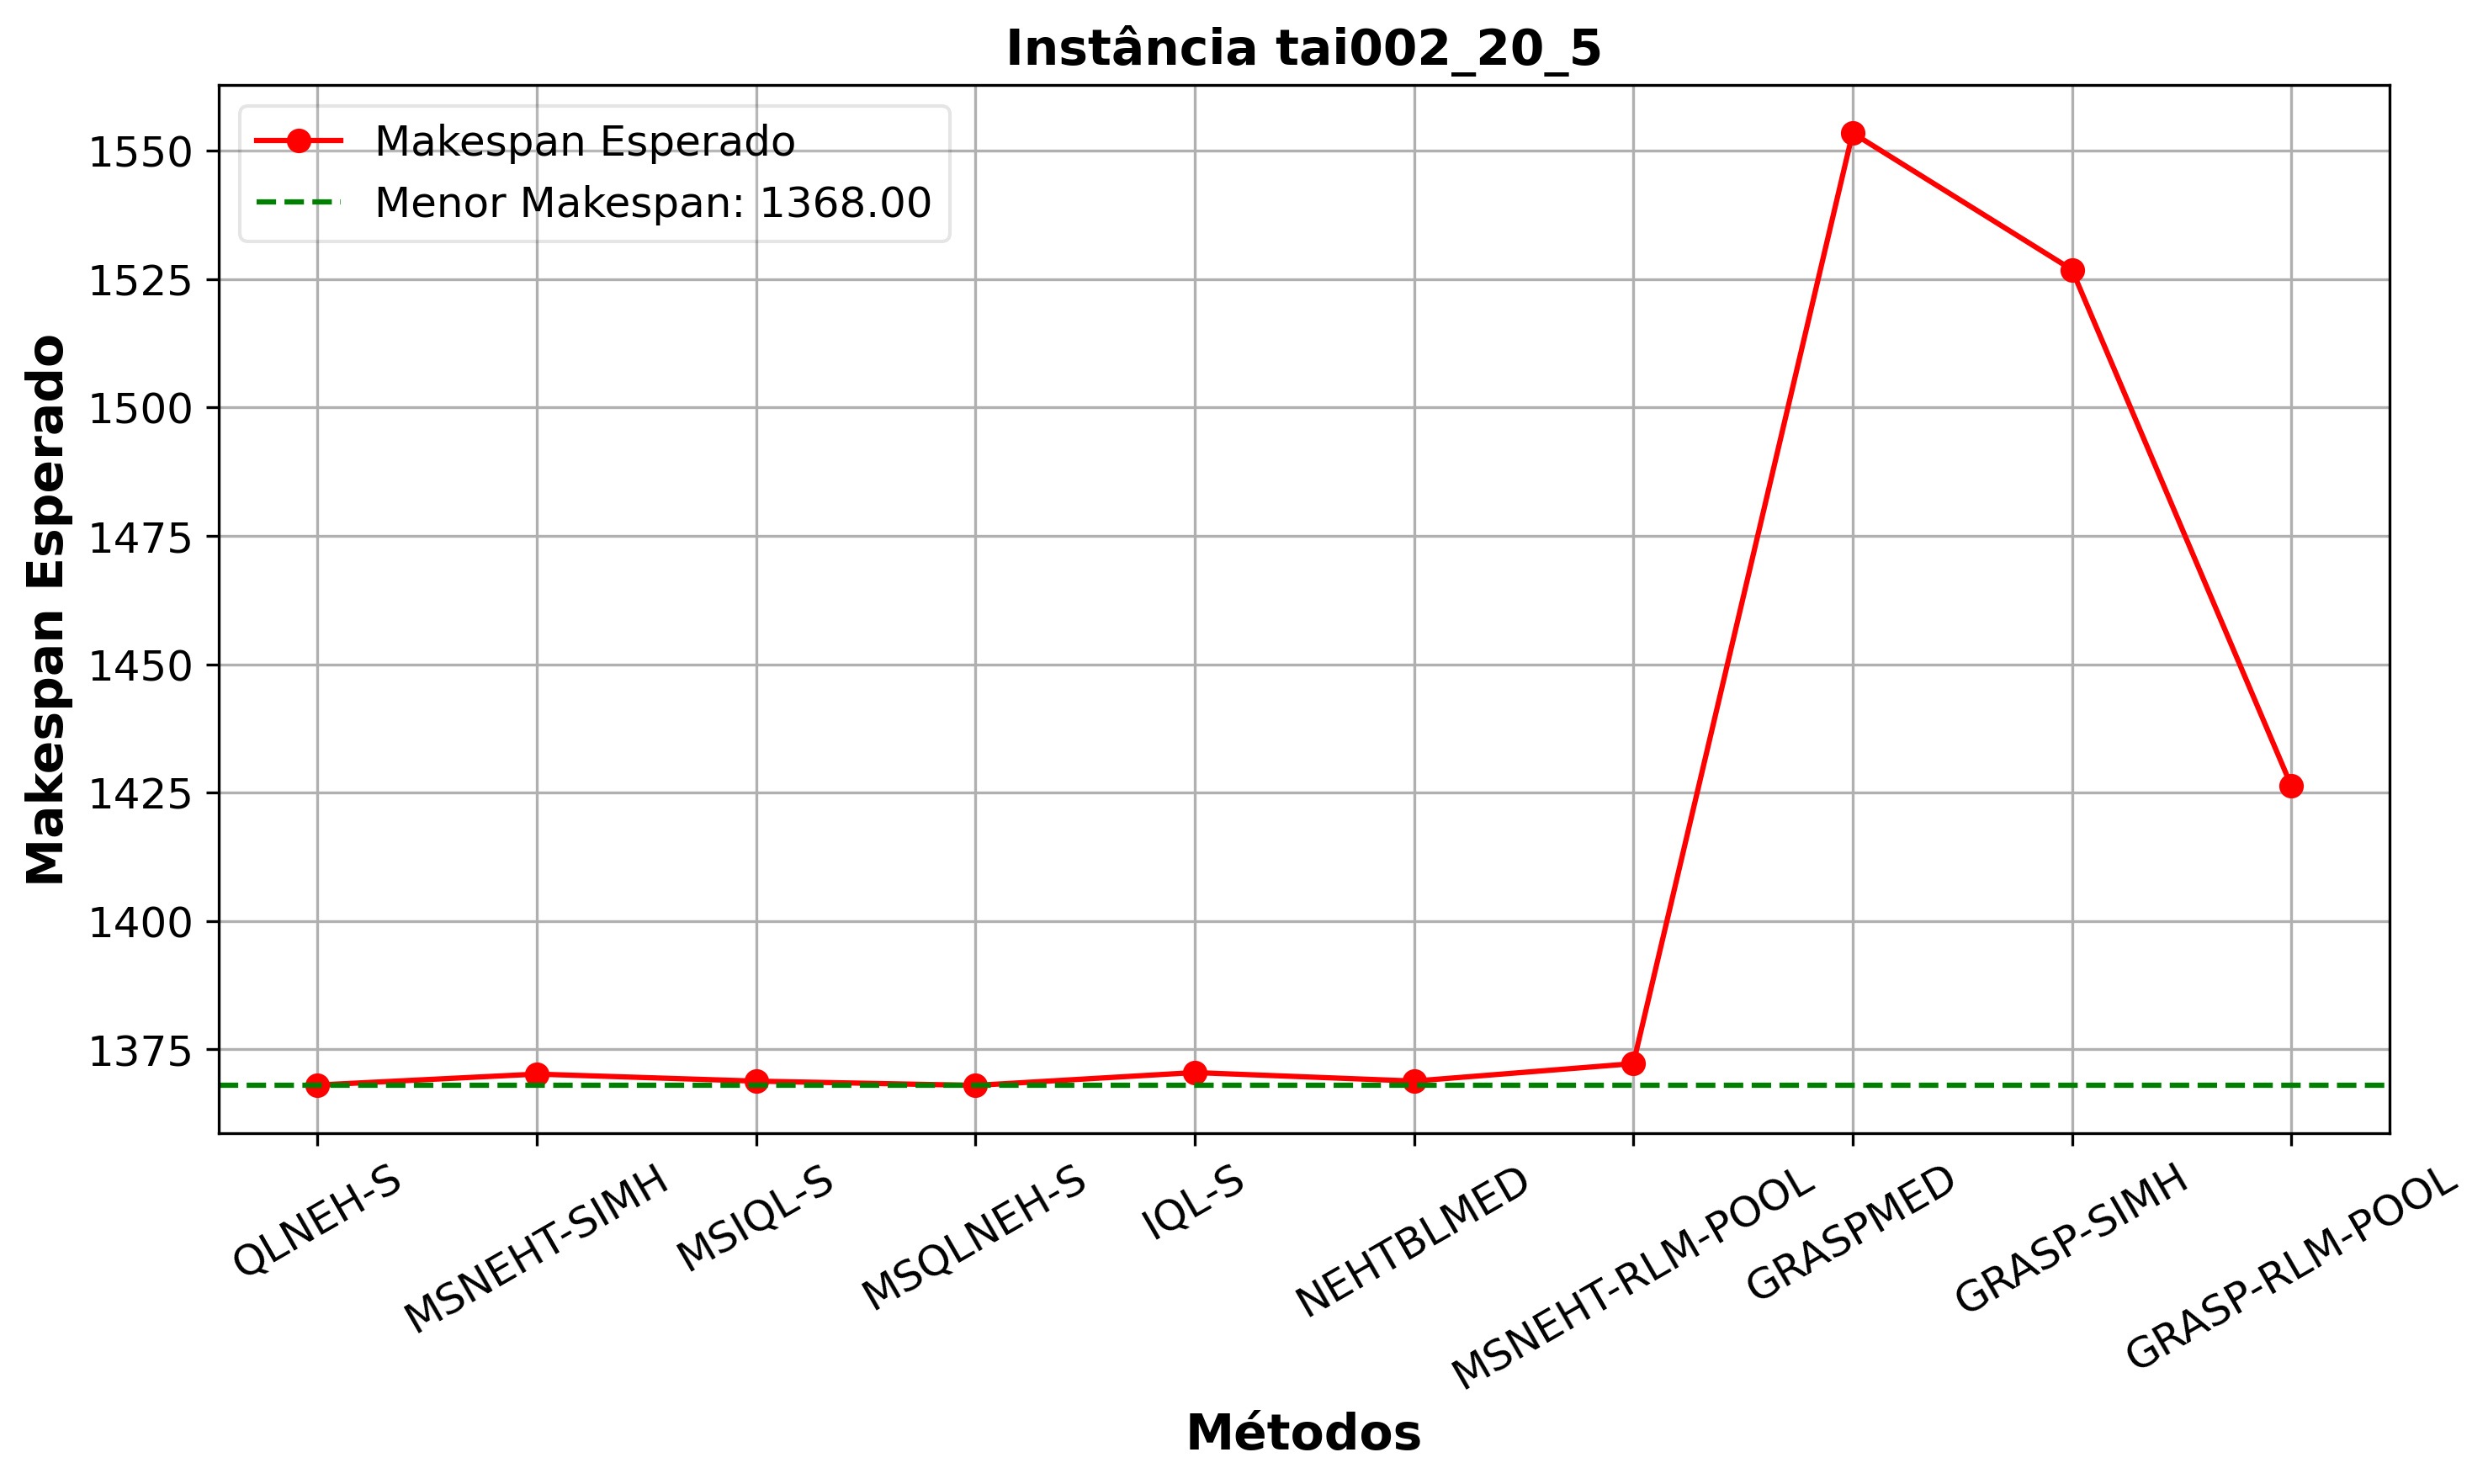 Instância tai002_20_5
Makespan Esperado
Menor Makespan: 1368.00
Makespan Esperado
1550
1525
1500
1475
1450
1425
1400
1375
QLNEH-S
MSNEHT-SIMH
MSIQL-S
MSQLNEH-S
IQL-S
NEHTBLMED
MSNEHT-RLM-POOL
GRASPMED
GRASP-SIMH
GRASP-RLM-POOL
Métodos